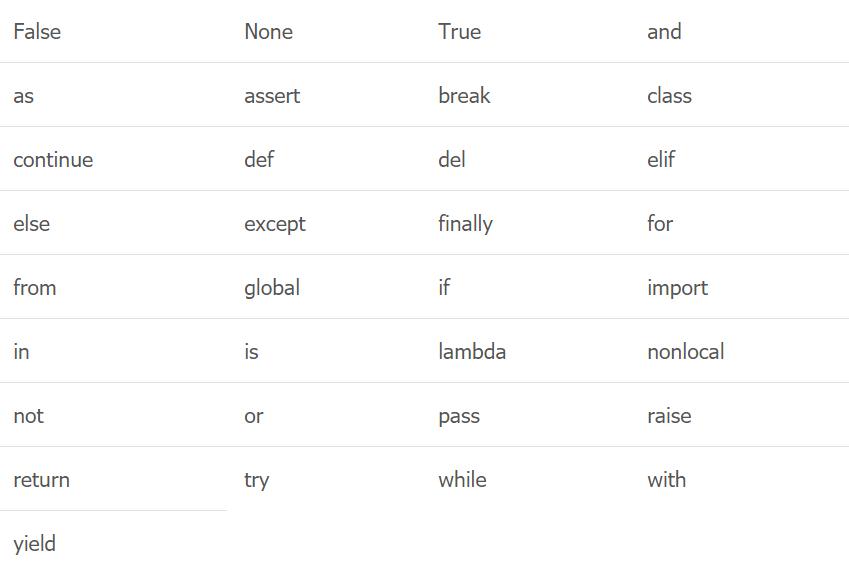 False None True and
as assert break class
continue def del elif
else except finally for
from global if import
in is lambda nonlocal
not or pass raise
return try while with
yield